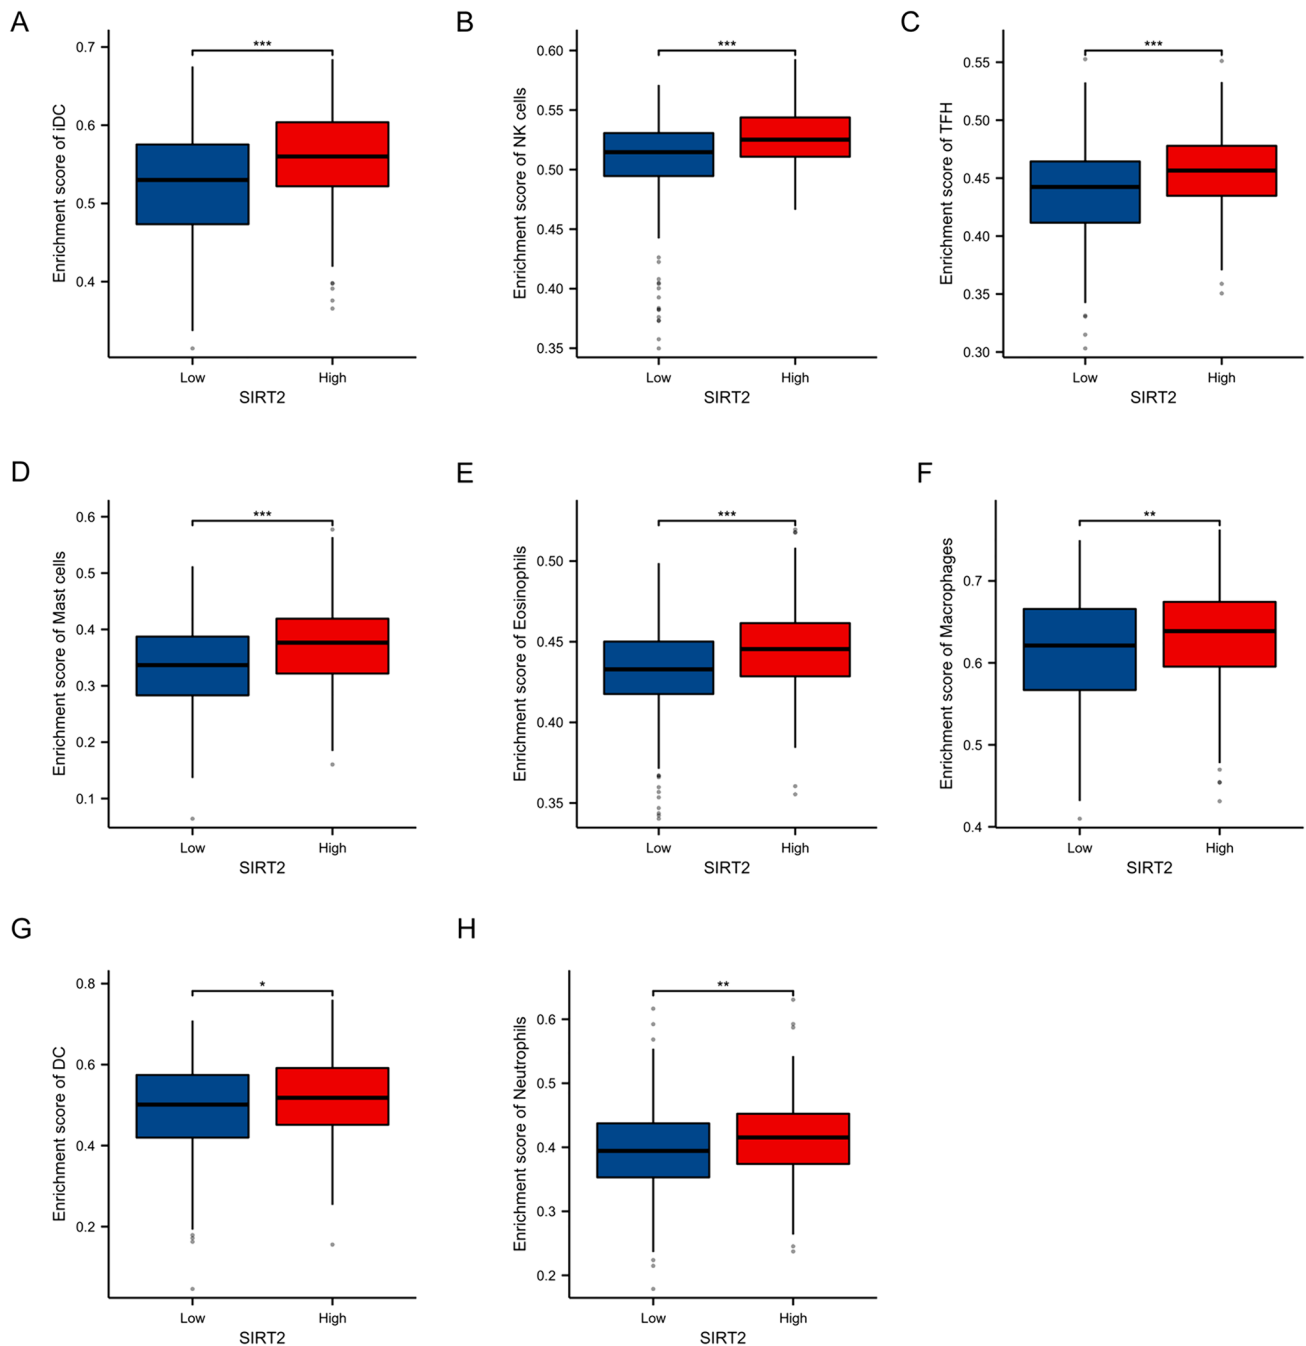 A
Enrichment score of iDC
0.7
0.6
0.5
0.4
***
Low
High
SIRT2
B
Enrichment score of NK cells
0.60
0.55
0.50
0.45
0.40
0.35
***
Low
High
SIRT2
C
Enrichment score of TFH
0.55
0.50
0.45
0.40
0.35
0.30
***
Low
High
SIRT2
D
Enrichment score of Mast cells
0.6
0.5
0.4
0.3
0.2
0.1
***
Low
High
SIRT2
E
Enrichment score of Eosinophils
0.50
0.45
0.40
0.35
***
Low
High
SIRT2
F
Enrichment score of Macrophages
0.7
0.6
0.5
0.4
**
Low
High
SIRT2
G
Enrichment score of DC
0.8
0.6
0.4
0.2
*
Low
High
SIRT2
H
Enrichment score of Neutrophils
0.6
0.5
0.4
0.3
0.2
**
Low
High
SIRT2